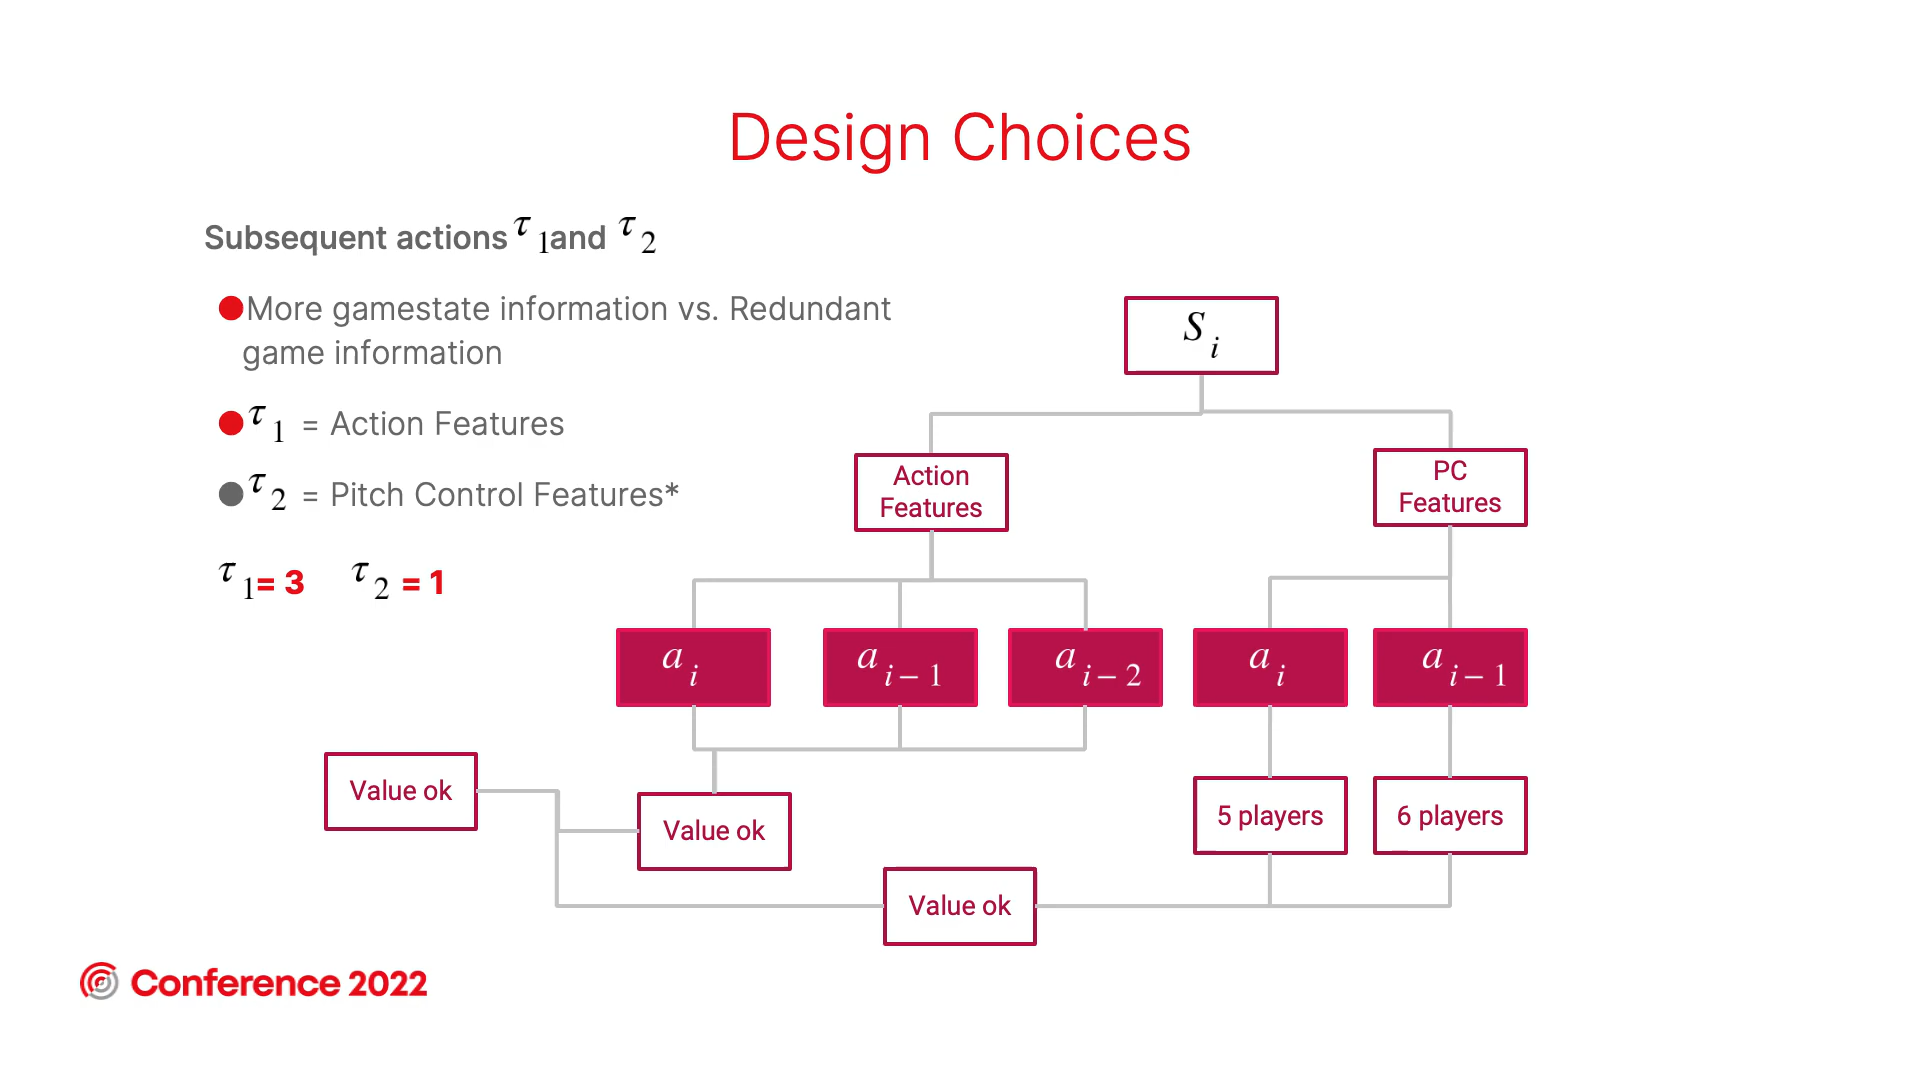 Design Choices
Subsequent actions τ 1 and τ 2
More gamestate information vs. Redundant
game information
τ 1 = Action Features
τ 2 = Pitch Control Features*
τ 1 = 3 τ 2 = 1
S i
Action
Features
PC
Features
a i
a i − 1
a i − 2
a i
a i − 1
Value ok
Value ok
5 players
6 players
Value ok
Conference 2022